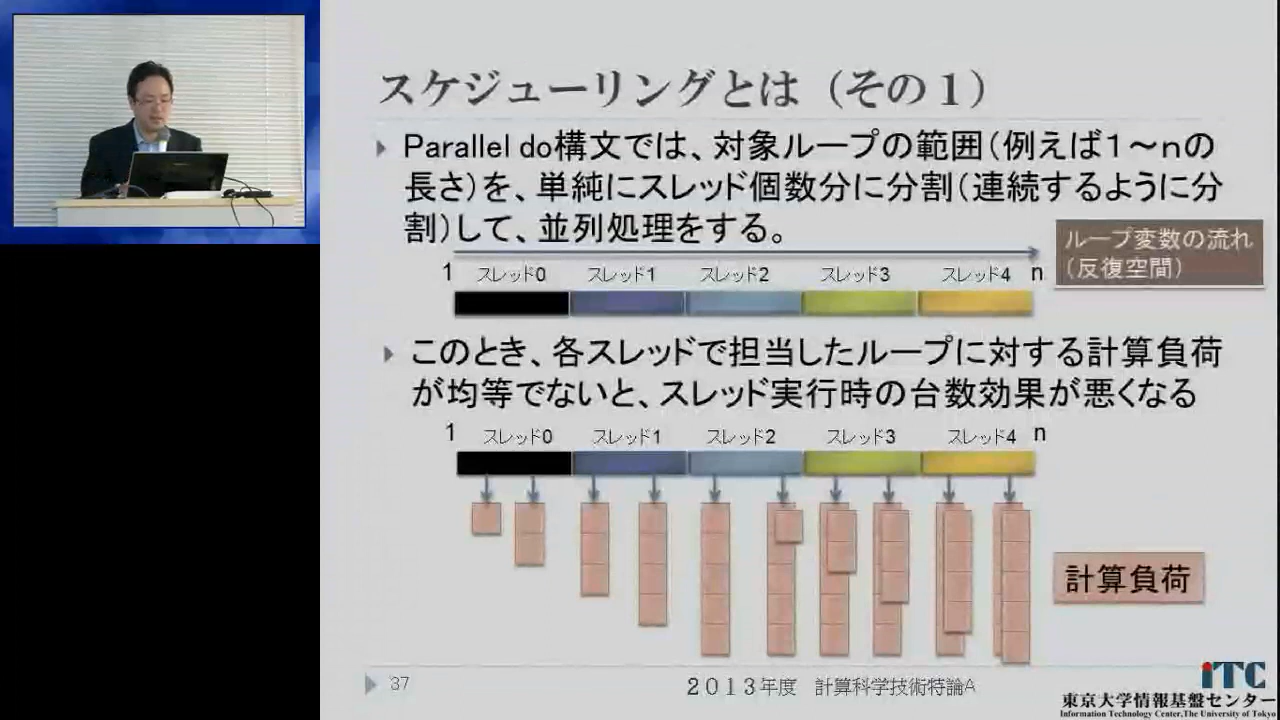 スケジューリングとは（その１）
Parallel do構文では、対象ループの範囲（例えば１～ｎの
長さ）を、単純にスレッド個数分に分割（連続するように分
割）して、並列処理をする。
ループ変数の流れ
（反復空間）
1 スレッド0 スレッド1 スレッド2 スレッド3 スレッド4 n
このとき、各スレッドで担当したループに対する計算負荷
が均等でないと、スレッド実行時の台数効果が悪くなる
1 スレッド0 スレッド1 スレッド2 スレッド3 スレッド4 n
計算負荷
37
２０１３年度 計算科学技術特論A
iTC
東京大学情報基盤センター
Information Technology Center,The University of Tokyo